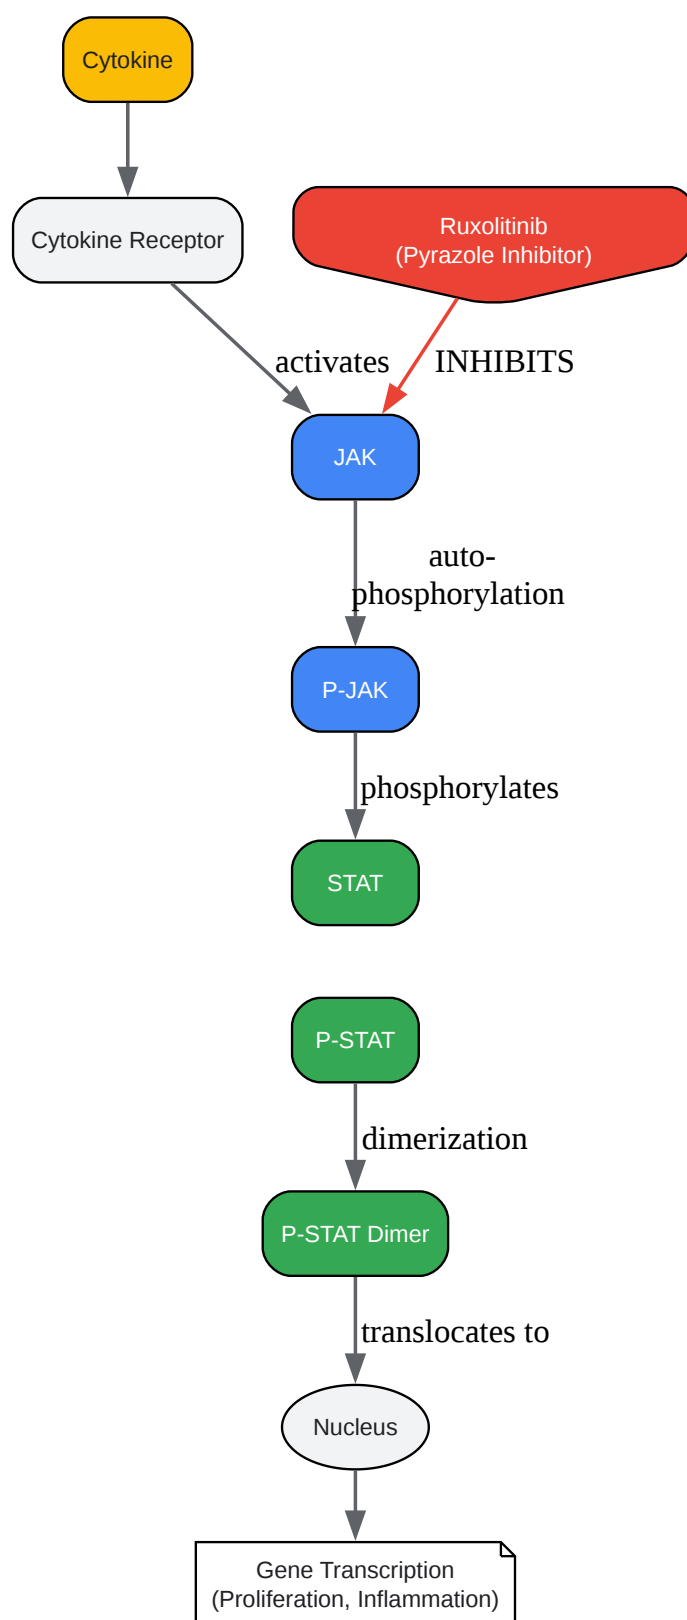 Cytokine
Cytokine Receptor
Ruxolitinib
(Pyrazole Inhibitor)
activates
INHIBITS
JAK
auto-
phosphorylation
P-JAK
phosphorylates
STAT
P-STAT
dimerization
P-STAT Dimer
translocates to
Nucleus
Gene Transcription
(Proliferation, Inflammation)